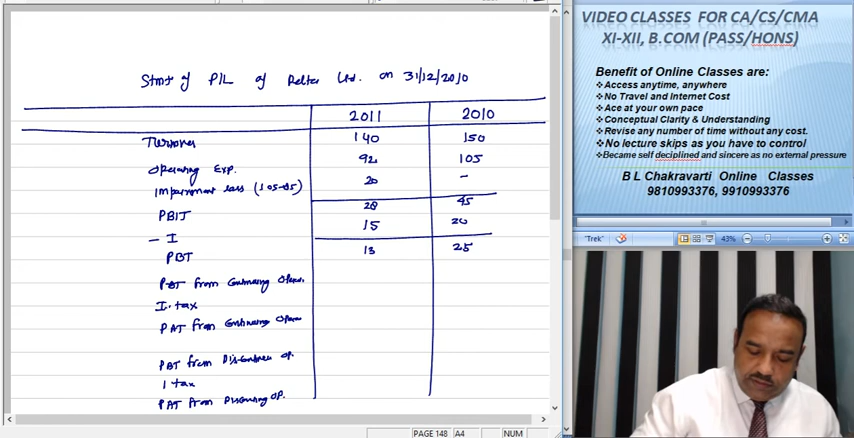 Stmt of P/L of Delta Ltd. on 31/12/2010
2011 2010
Turnover 140 150
Operating Exp. 92 105
Impairment loss (105-85) 20 -
PBIT 28 45
- I 15 20
PBT 13 25
PBT from Continuing Operan.
I. tax
PAT from Continuing Operan
PBT from Discontinued op.
I tax
PAT from Discontinuing Op.
PAGE 148 A4 NUM
VIDEO CLASSES FOR CA/CS/CMA
XI-XII, B.COM (PASS/HONS)
Benefit of Online Classes are:
❖Access anytime, anywhere
❖No Travel and Internet Cost
❖Ace at your own pace
❖Conceptual Clarity & Understanding
❖Revise any number of time without any cost.
❖No lecture skips as you have to control
❖Became self deciplined and sincere as no external pressure
B L Chakravarti Online Classes
9810993376, 9910993376
"Trek" 43%